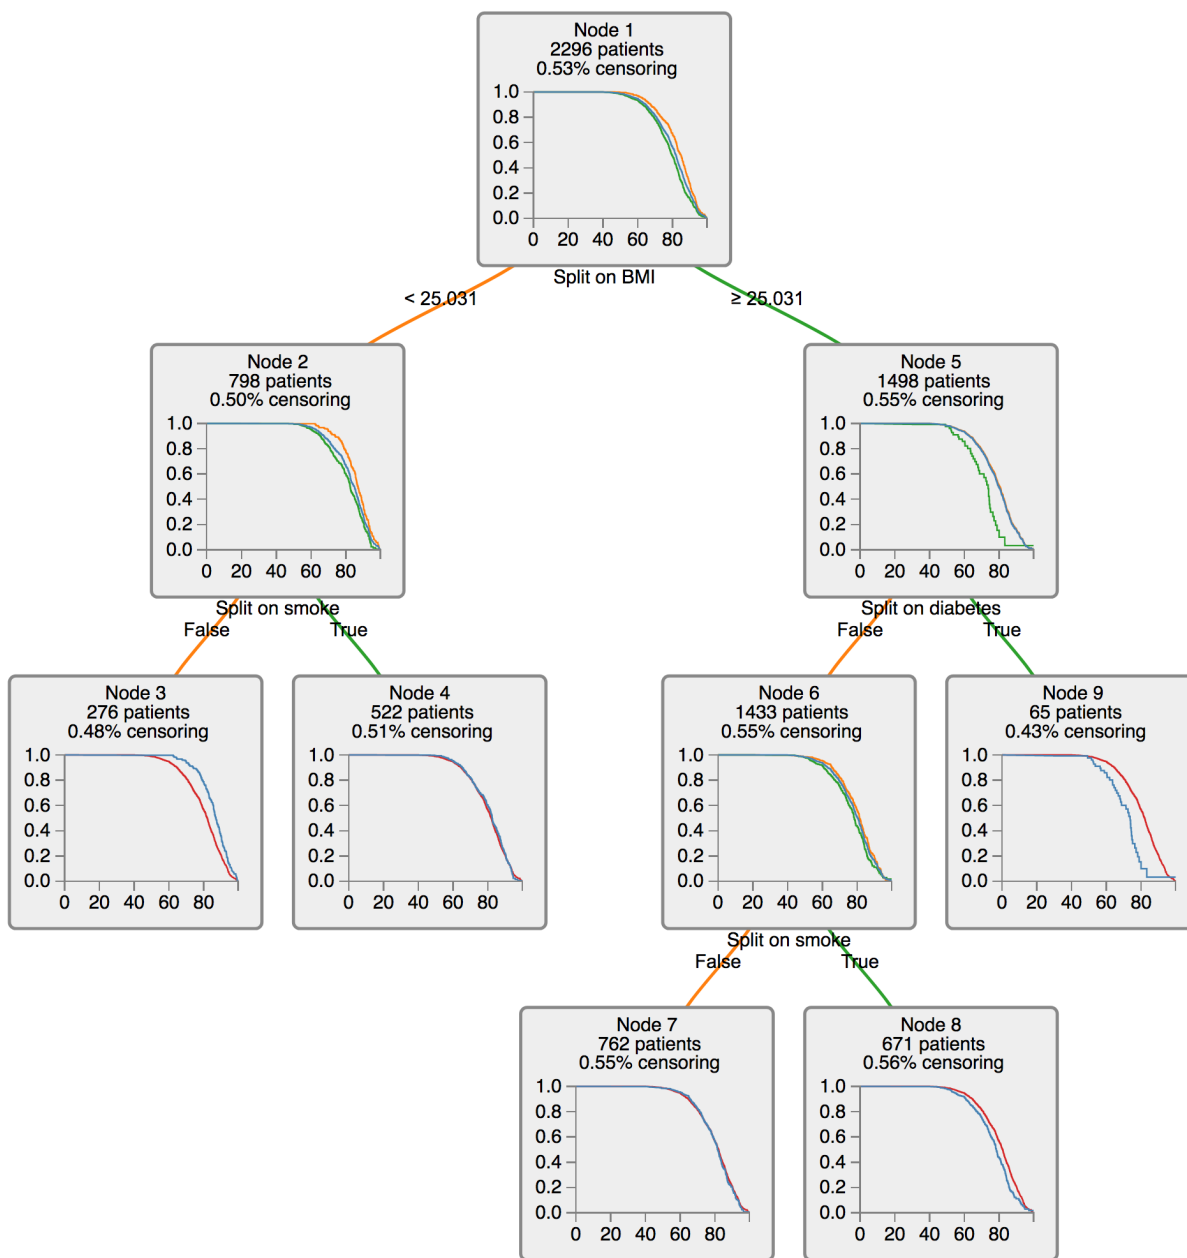 Node 1
2296 patients
0.53% censoring
1.0
0.8
0.6
0.4
0.2
0.0
0 20 40 60 80
Split on BMI
< 25.031
≥ 25.031
Node 2
798 patients
0.50% censoring
1.0
0.8
0.6
0.4
0.2
0.0
0 20 40 60 80
Split on smoke
False
True
Node 5
1498 patients
0.55% censoring
1.0
0.8
0.6
0.4
0.2
0.0
0 20 40 60 80
Split on diabetes
False
True
Node 3
276 patients
0.48% censoring
1.0
0.8
0.6
0.4
0.2
0.0
0 20 40 60 80
Node 4
522 patients
0.51% censoring
1.0
0.8
0.6
0.4
0.2
0.0
0 20 40 60 80
Node 6
1433 patients
0.55% censoring
1.0
0.8
0.6
0.4
0.2
0.0
0 20 40 60 80
Split on smoke
False
True
Node 9
65 patients
0.43% censoring
1.0
0.8
0.6
0.4
0.2
0.0
0 20 40 60 80
Node 7
762 patients
0.55% censoring
1.0
0.8
0.6
0.4
0.2
0.0
0 20 40 60 80
Node 8
671 patients
0.56% censoring
1.0
0.8
0.6
0.4
0.2
0.0
0 20 40 60 80